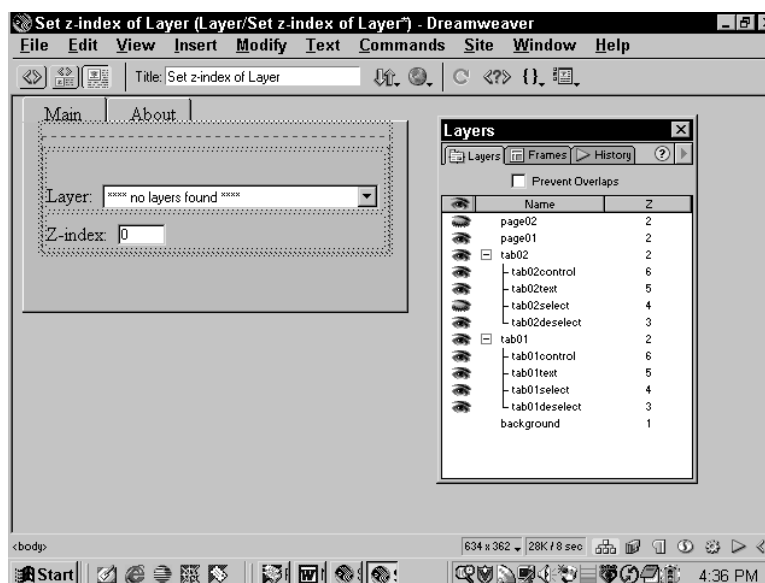 Set z-index of Layer (Layer/Set z-index of Layer*) - Dreamweaver
File Edit View Insert Modify Text Commands Site Window Help
Title: Set z-index of Layer
Main About
Layer: **** no layers found ****
Z-index: 0
Layers
Layers Frames History
Prevent Overlaps
Name Z
page02 2
page01 2
tab02 2
tab02control 6
tab02text 5
tab02select 4
tab02deselect 3
tab01 2
tab01control 6
tab01text 5
tab01select 4
tab01deselect 3
background 1
<body> 634 x 362 28K / 8 sec
Start 4:36 PM